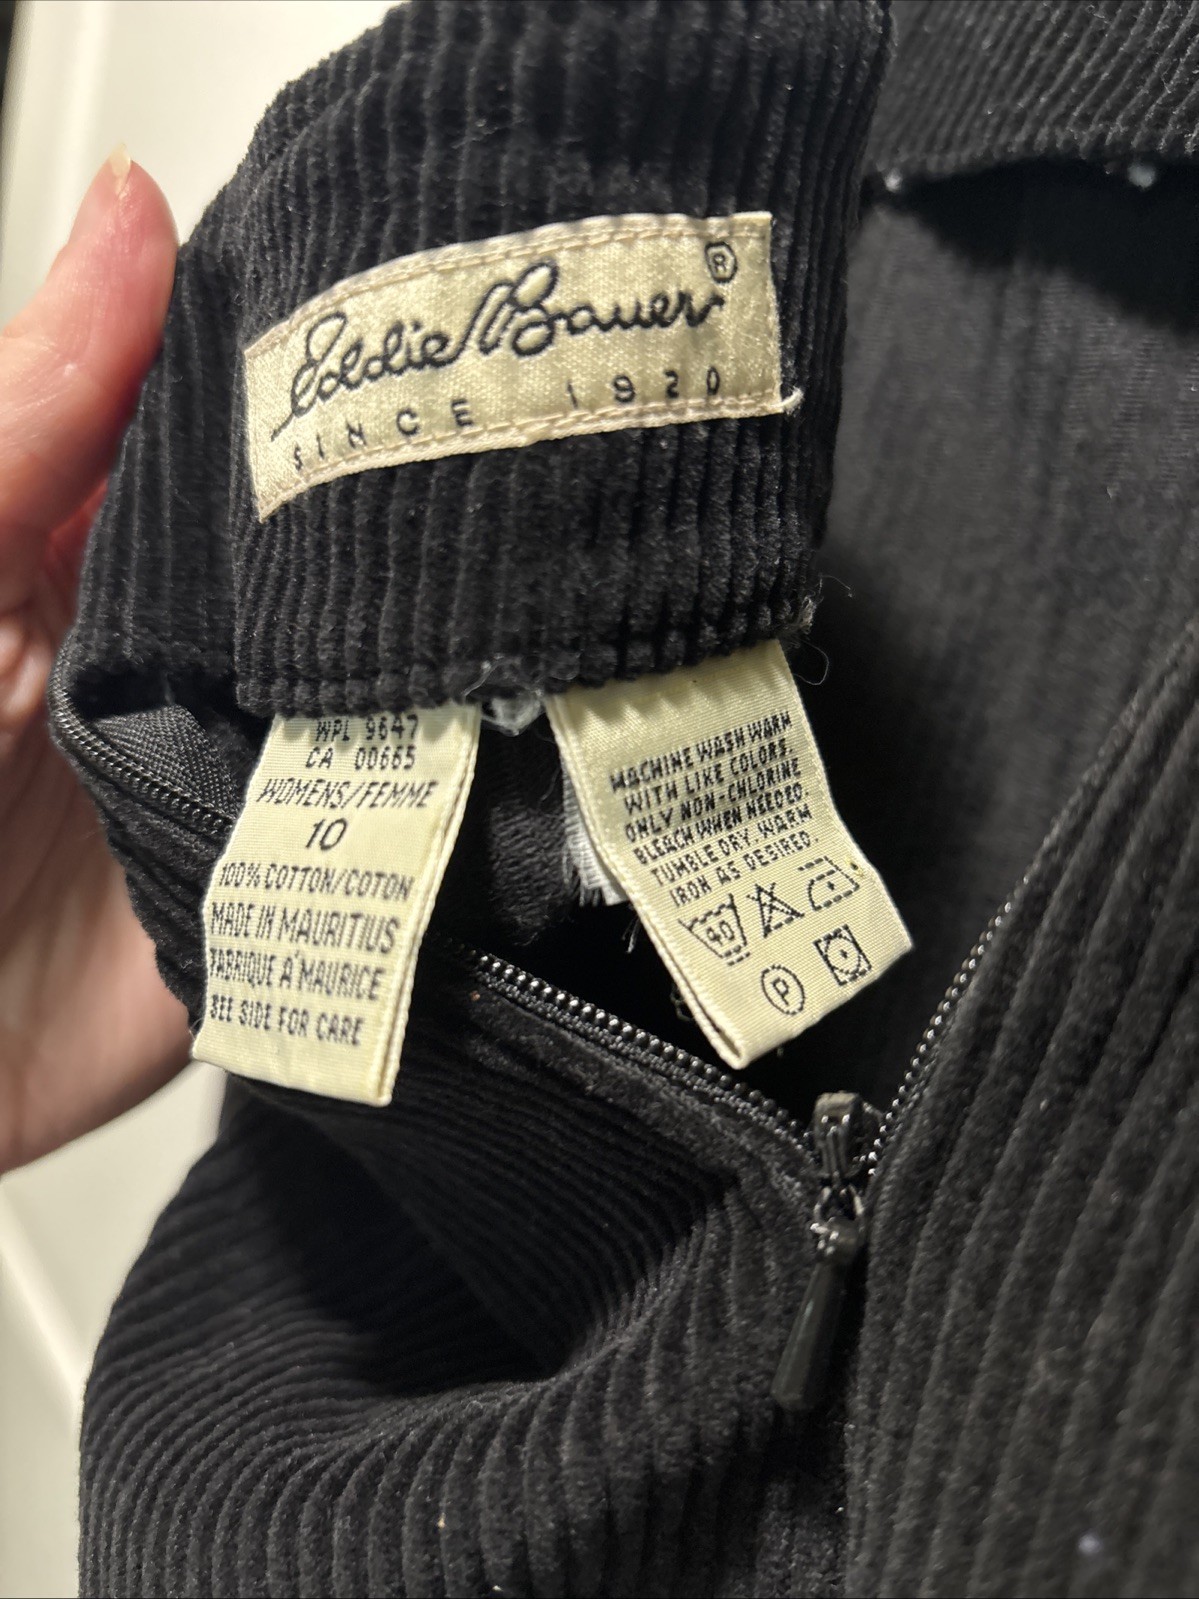 Eddie Bauer®
SINCE 1920
WPL 9647
CA 00665
WOMENS/FEMME
10
100% COTTON/COTON
MADE IN MAURITIUS
FABRIQUE A' MAURICE
SEE SIDE FOR CARE
MACHINE WASH WARM
WITH LIKE COLORS.
ONLY NON-CHLORINE
BLEACH WHEN NEEDED.
TUMBLE DRY. WARM
IRON AS DESIRED.
40
P